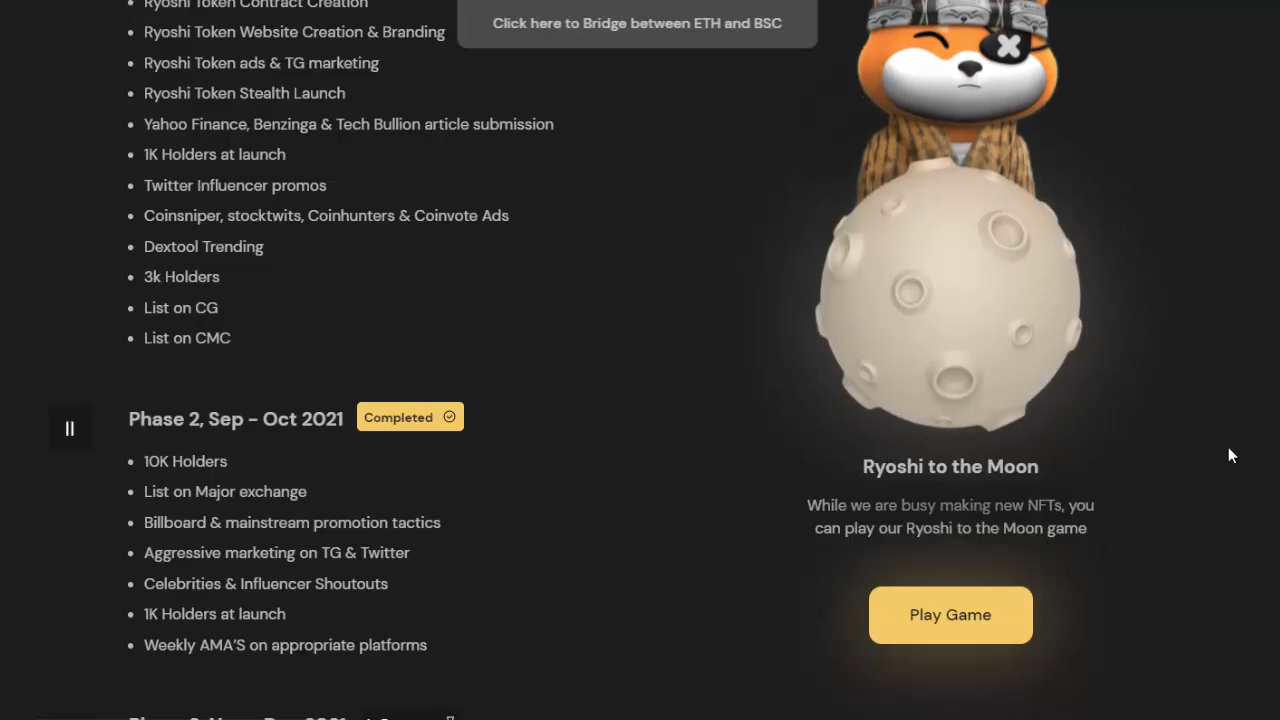 Ryoshi Token Contract Creation
Click here to Bridge between ETH and BSC
Ryoshi Token Website Creation & Branding
Ryoshi Token ads & TG marketing
Ryoshi Token Stealth Launch
Yahoo Finance, Benzinga & Tech Bullion article submission
1K Holders at launch
Twitter Influencer promos
Coinsniper, stocktwits, Coinhunters & Coinvote Ads
Dextool Trending
3k Holders
List on CG
List on CMC
Phase 2, Sep - Oct 2021 Completed
10K Holders
List on Major exchange
Billboard & mainstream promotion tactics
Aggressive marketing on TG & Twitter
Celebrities & Influencer Shoutouts
1K Holders at launch
Weekly AMA'S on appropriate platforms
Ryoshi to the Moon
While we are busy making new NFTs, you
can play our Ryoshi to the Moon game
Play Game